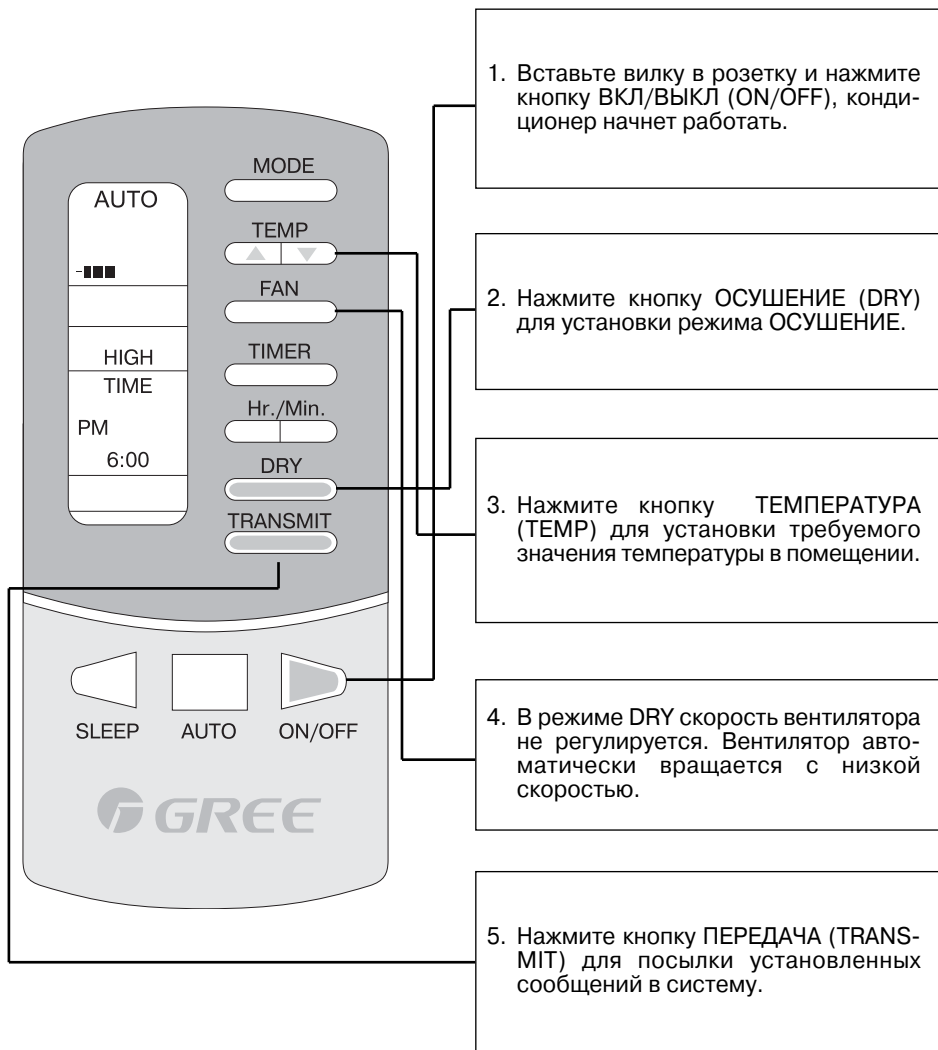 MODE
AUTO
TEMP
FAN
HIGH
TIMER
TIME
Hr./Min.
PM
6:00
DRY
TRANSMIT
SLEEP
AUTO
ON/OFF
GREE
1. Вставьте вилку в розетку и нажмите
кнопку ВКЛ/ВЫКЛ (ON/OFF), конди-
ционер начнет работать.
2. Нажмите кнопку ОСУШЕНИЕ (DRY)
для установки режима ОСУШЕНИЕ.
3. Нажмите кнопку ТЕМПЕРАТУРА
(TEMP) для установки требуемого
значения температуры в помещении.
4. В режиме DRY скорость вентилятора
не регулируется. Вентилятор авто-
матически вращается с низкой
скоростью.
5. Нажмите кнопку ПЕРЕДАЧА (TRANS-
MIT) для посылки установленных
сообщений в систему.